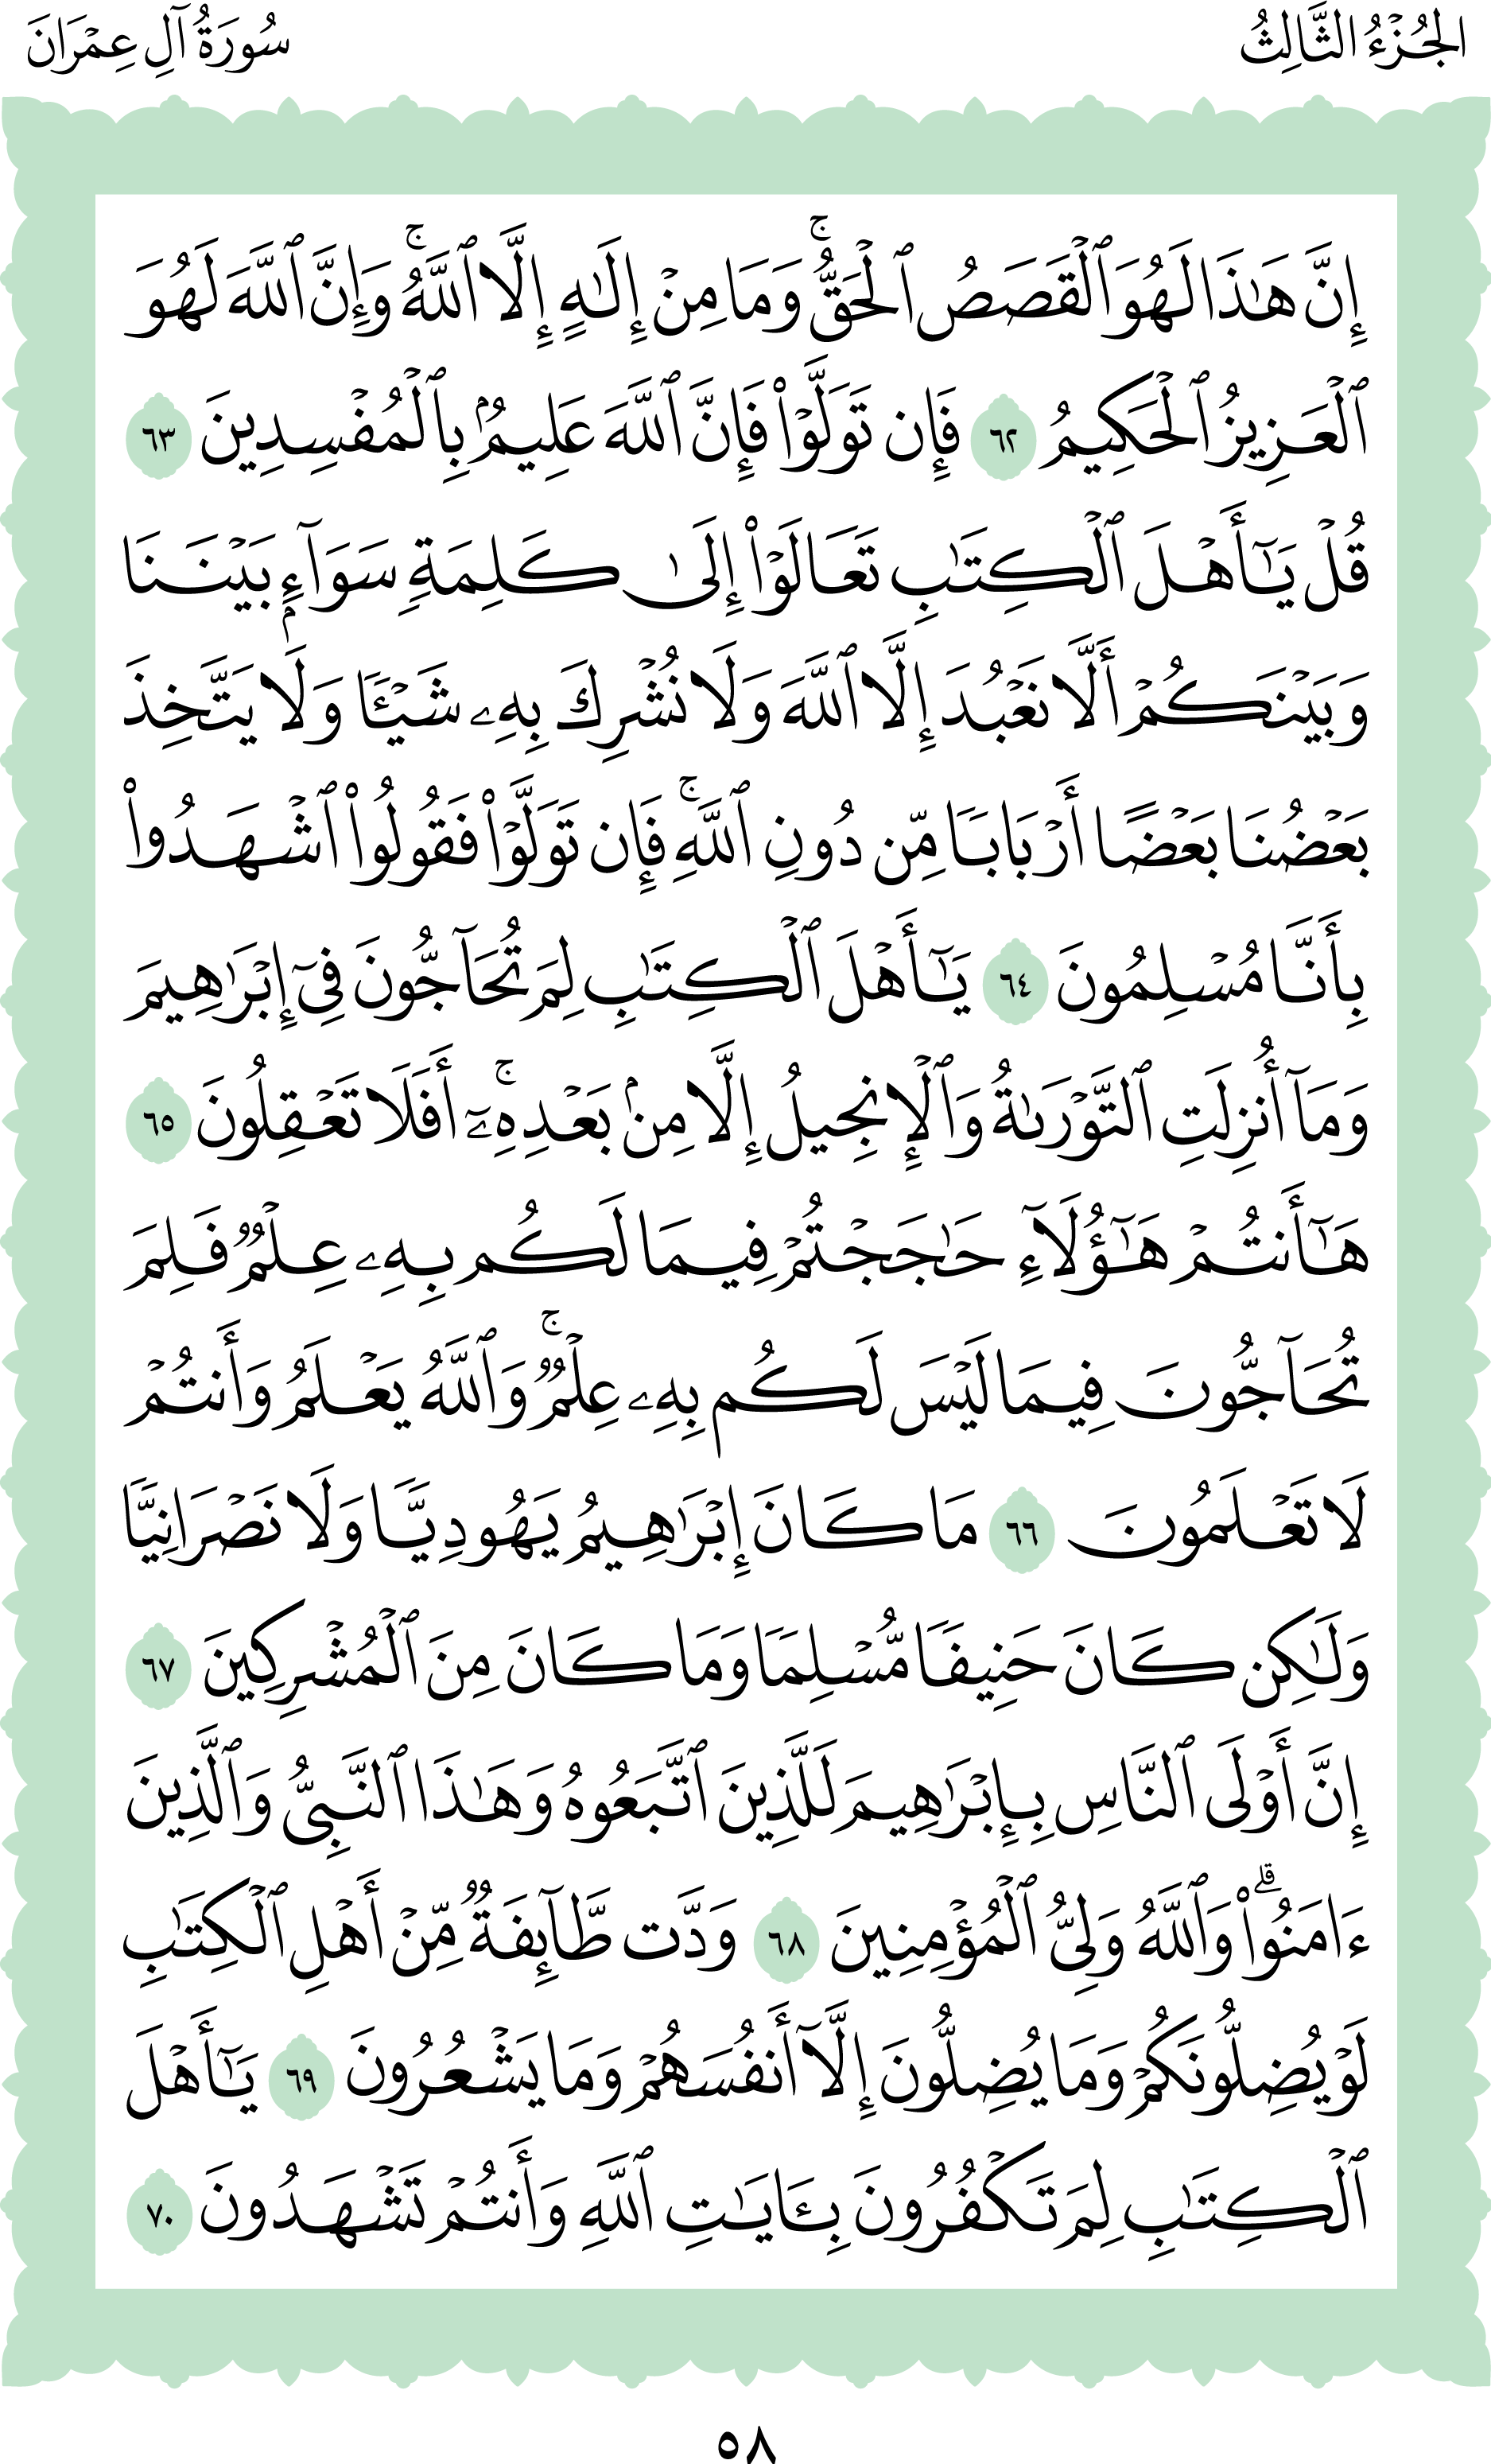 الجُزْءُ الثَّالِثُ
سُورَةُ آلِ عِمْرَانَ
إِنَّ هَٰذَا لَهُوَ ٱلْقَصَصُ ٱلْحَقُّۚ وَمَا مِنْ إِلَٰهٍ إِلَّا ٱللَّهُۚ وَإِنَّ ٱللَّهَ لَهُوَ
ٱلْعَزِيزُ ٱلْحَكِيمُ ٦٢ فَإِن تَوَلَّوْا۟ فَإِنَّ ٱللَّهَ عَلِيمٌۢ بِٱلْمُفْسِدِينَ ٦٣
قُلْ يَٰٓأَهْلَ ٱلْكِتَٰبِ تَعَالَوْا۟ إِلَىٰ كَلِمَةٍ سَوَآءٍۭ بَيْنَنَا
وَبَيْنَكُمْ أَلَّا نَعْبُدَ إِلَّا ٱللَّهَ وَلَا نُشْرِكَ بِهِۦ شَيْـًٔا وَلَا يَتَّخِذَ
بَعْضُنَا بَعْضًا أَرْبَابًا مِّن دُونِ ٱللَّهِۚ فَإِن تَوَلَّوْا۟ فَقُولُوا۟ ٱشْهَدُوا۟
بِأَنَّا مُسْلِمُونَ ٦٤ يَٰٓأَهْلَ ٱلْكِتَٰبِ لِمَ تُحَآجُّونَ فِىٓ إِبْرَٰهِيمَ
وَمَآ أُنزِلَتِ ٱلتَّوْرَىٰةُ وَٱلْإِنجِيلُ إِلَّا مِنۢ بَعْدِهِۦٓۚ أَفَلَا تَعْقِلُونَ ٦٥
هَٰٓأَنتُمْ هَٰٓؤُلَآءِ حَٰجَجْتُمْ فِيمَا لَكُم بِهِۦ عِلْمٌ فَلِمَ
تُحَآجُّونَ فِيمَا لَيْسَ لَكُم بِهِۦ عِلْمٌۚ وَٱللَّهُ يَعْلَمُ وَأَنتُمْ
لَا تَعْلَمُونَ ٦٦ مَا كَانَ إِبْرَٰهِيمُ يَهُودِيًّا وَلَا نَصْرَانِيًّا
وَلَٰكِن كَانَ حَنِيفًا مُّسْلِمًا وَمَا كَانَ مِنَ ٱلْمُشْرِكِينَ ٦٧
إِنَّ أَوْلَى ٱلنَّاسِ بِإِبْرَٰهِيمَ لَلَّذِينَ ٱتَّبَعُوهُ وَهَٰذَا ٱلنَّبِىُّ وَٱلَّذِينَ
ءَامَنُوا۟ۗ وَٱللَّهُ وَلِىُّ ٱلْمُؤْمِنِينَ ٦٨ وَدَّت طَّآئِفَةٌ مِّنْ أَهْلِ ٱلْكِتَٰبِ
لَوْ يُضِلُّونَكُمْ وَمَا يُضِلُّونَ إِلَّآ أَنفُسَهُمْ وَمَا يَشْعُرُونَ ٦٩ يَٰٓأَهْلَ
ٱلْكِتَٰبِ لِمَ تَكْفُرُونَ بِـَٔايَٰتِ ٱللَّهِ وَأَنتُمْ تَشْهَدُونَ ٧٠
٥٨